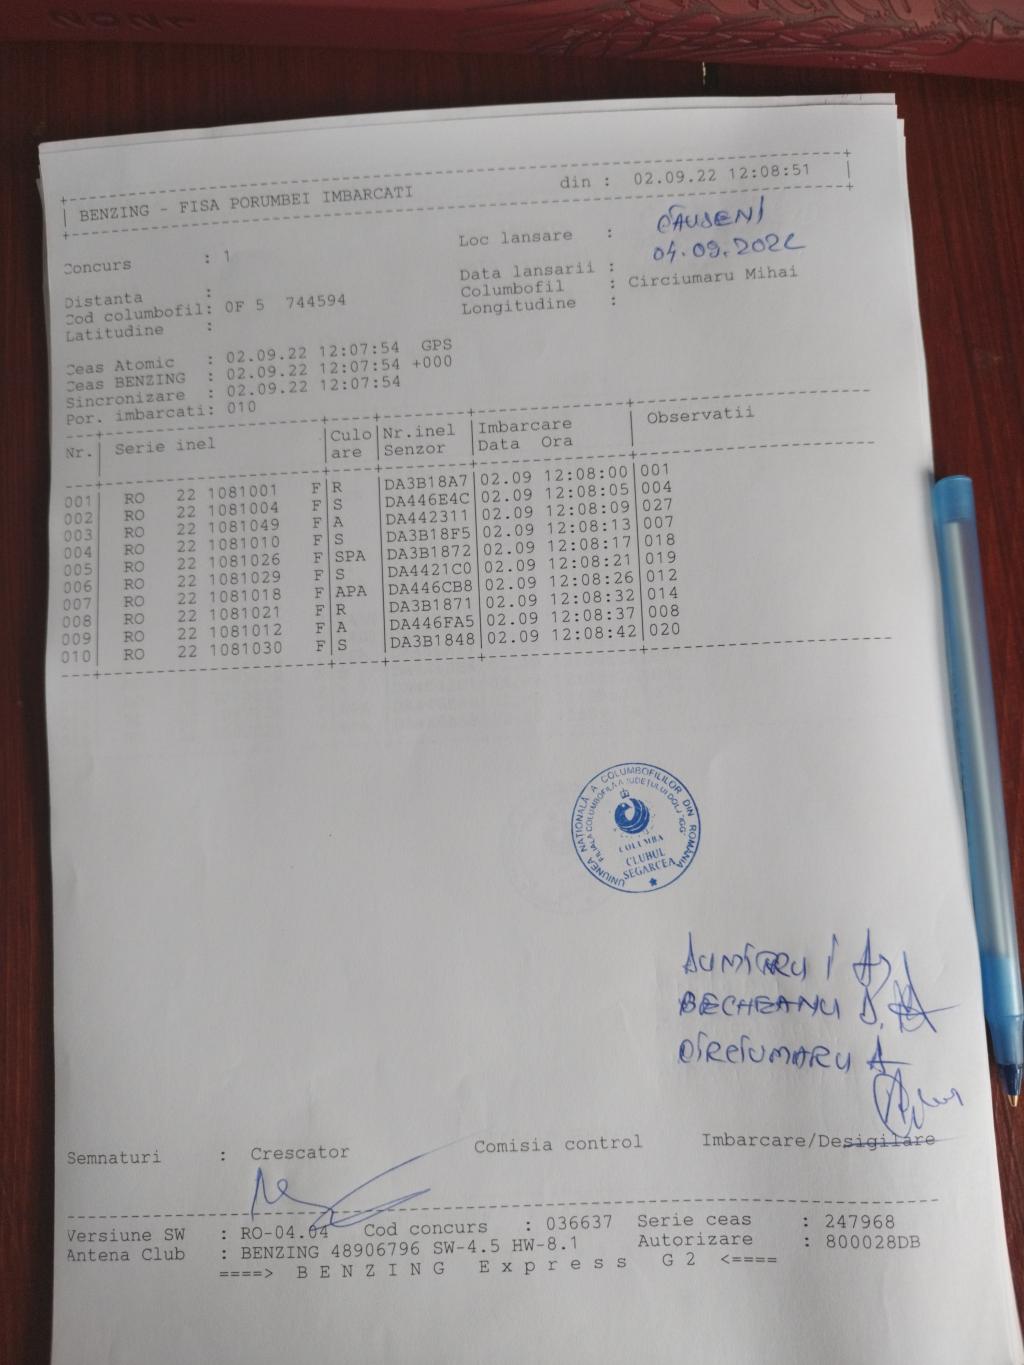 BENZING - FISA PORUMBEI IMBARCATI din : 02.09.22 12:08:51
Concurs : 1 Loc lansare : CAUSENI
04.09.2022
Distanta : Data lansarii :
Cod columbofil: 0F 5 744594 Columbofil : Circiumaru Mihai
Latitudine : Longitudine :
Ceas Atomic : 02.09.22 12:07:54 GPS
Ceas BENZING : 02.09.22 12:07:54 +000
Sincronizare : 02.09.22 12:07:54
Por. imbarcati: 010
Nr. Serie inel Culo Nr.inel Imbarcare Observatii
are Senzor Data Ora
001 RO 22 1081001 F R DA3B18A7 02.09 12:08:00 001
002 RO 22 1081004 F S DA446E4C 02.09 12:08:05 004
003 RO 22 1081049 F A DA442311 02.09 12:08:09 027
004 RO 22 1081010 F S DA3B18F5 02.09 12:08:13 007
005 RO 22 1081026 F SPA DA3B1872 02.09 12:08:17 018
006 RO 22 1081029 F S DA4421C0 02.09 12:08:21 019
007 RO 22 1081018 F APA DA446CB8 02.09 12:08:26 012
008 RO 22 1081021 F R DA3B1871 02.09 12:08:32 014
009 RO 22 1081012 F A DA446FA5 02.09 12:08:37 008
010 RO 22 1081030 F S DA3B1848 02.09 12:08:42 020
UNIUNEA NAȚIONALĂ A COLUMBOFILILOR DIN ROMÂNIA
FILIALA COLUMBOFILA A JUDEȚULUI DOLJ
COLUMBA
CLUBUL
SEGARCEA
DUMITRU I
BECHEANU D.
CIRCIUMARU A
Semnaturi : Crescator Comisia control Imbarcare/Desigilare
Versiune SW : RO-04.04 Cod concurs : 036637 Serie ceas : 247968
Antena Club : BENZING 48906796 SW-4.5 HW-8.1 Autorizare : 800028DB
====> B E N Z I N G E x p r e s s G 2 <====